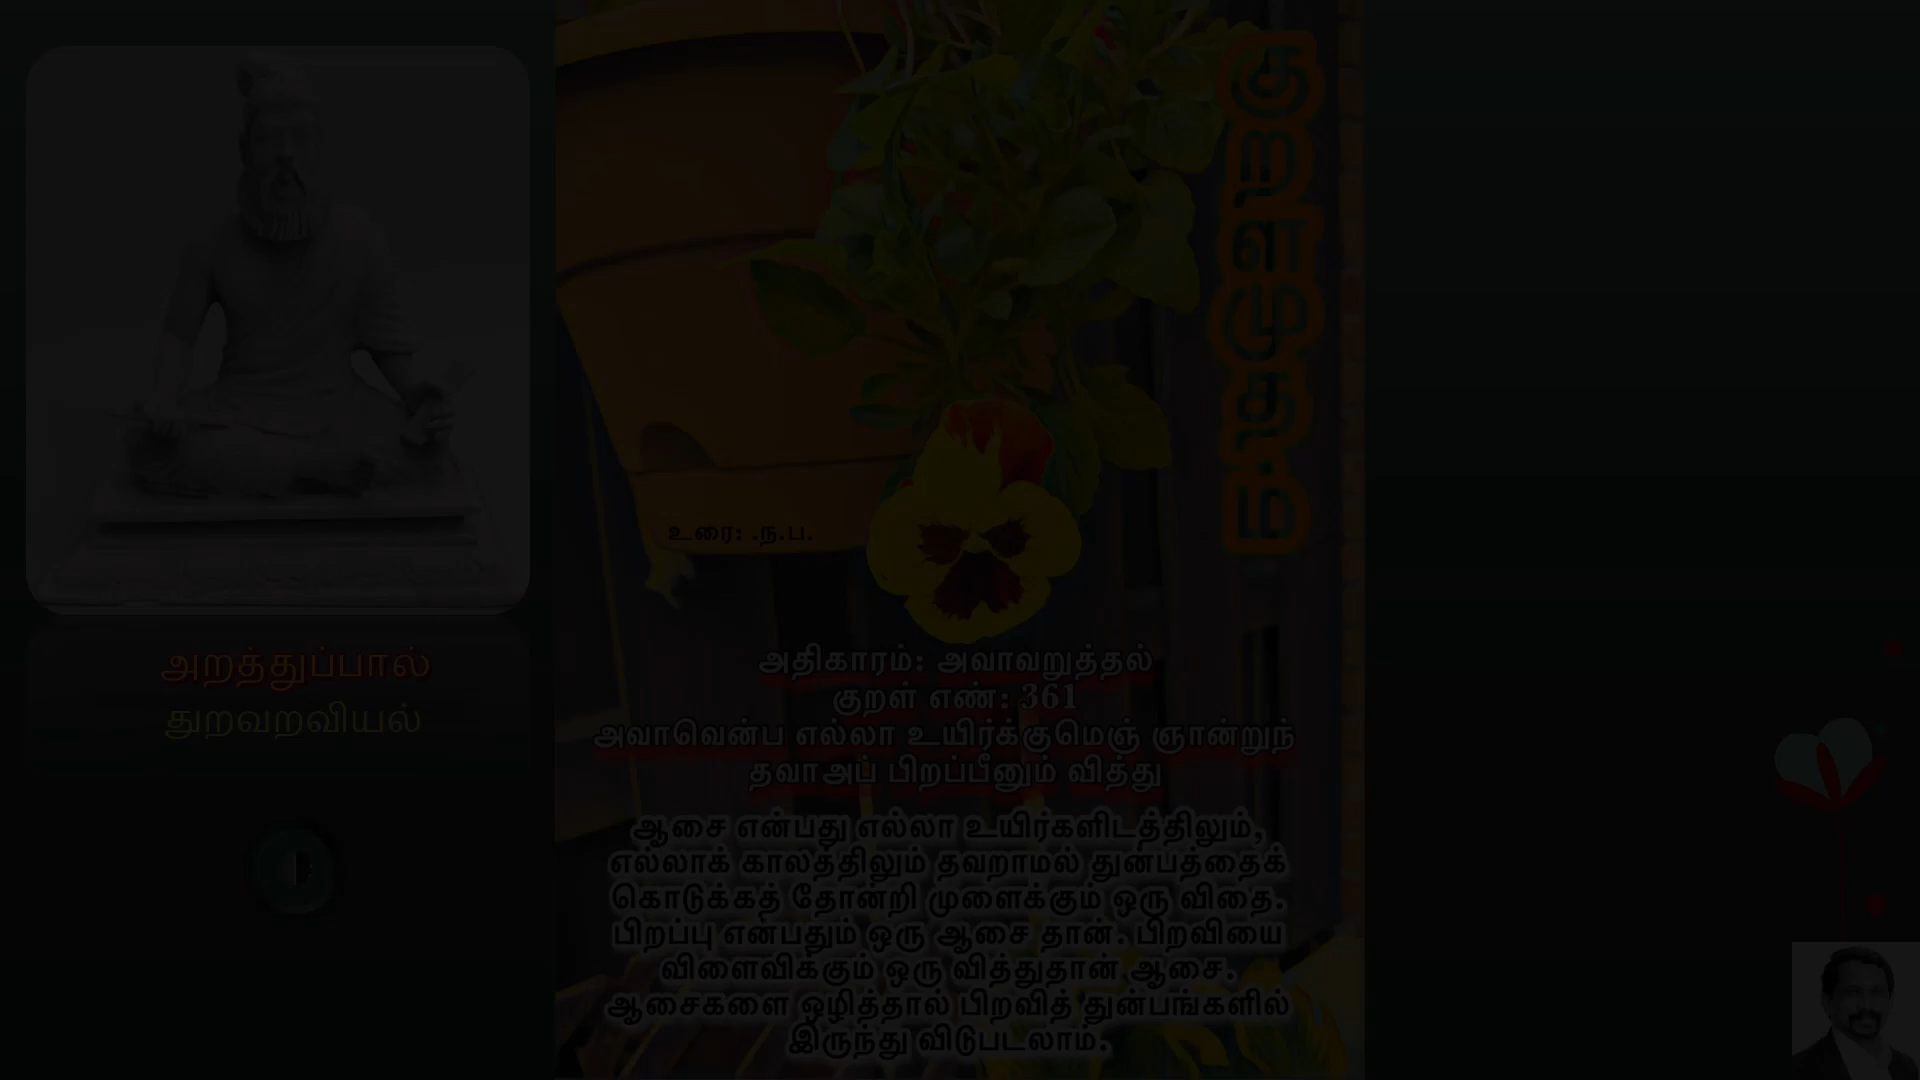 அறத்துப்பால்
துறவறவியல்
குறளமுத.ம்
உரை: .ந.ப.
அதிகாரம்: அவாவறுத்தல்
குறள் எண்: 361
அவாவென்ப எல்லா உயிர்க்குமெஞ் ஞான்றுந்
தவாஅப் பிறப்பீனும் வித்து
ஆசை என்பது எல்லா உயிர்களிடத்திலும்,
எல்லாக் காலத்திலும் தவறாமல் துன்பத்தைக்
கொடுக்கத் தோன்றி முளைக்கும் ஒரு விதை.
பிறப்பு என்பதும் ஒரு ஆசை தான். பிறவியை
விளைவிக்கும் ஒரு வித்துதான் ஆசை.
ஆசைகளை ஒழித்தால் பிறவித் துன்பங்களில்
இருந்து விடுபடலாம்.